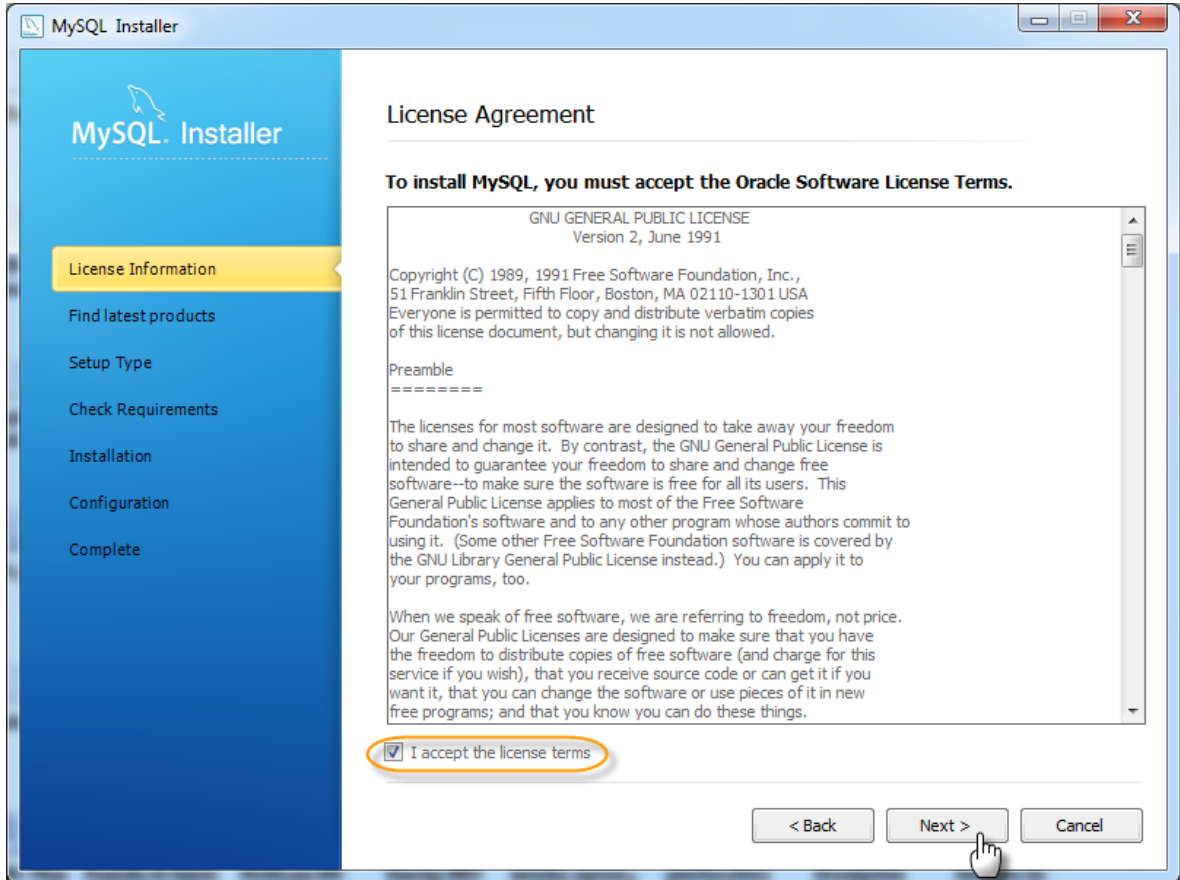 MySQL Installer
MySQL. Installer
License Information
Find latest products
Setup Type
Check Requirements
Installation
Configuration
Complete
License Agreement
To install MySQL, you must accept the Oracle Software License Terms.
GNU GENERAL PUBLIC LICENSE
Version 2, June 1991
Copyright (C) 1989, 1991 Free Software Foundation, Inc.,
51 Franklin Street, Fifth Floor, Boston, MA 02110-1301 USA
Everyone is permitted to copy and distribute verbatim copies
of this license document, but changing it is not allowed.
Preamble
========
The licenses for most software are designed to take away your freedom
to share and change it.  By contrast, the GNU General Public License is
intended to guarantee your freedom to share and change free
software--to make sure the software is free for all its users.  This
General Public License applies to most of the Free Software
Foundation's software and to any other program whose authors commit to
using it.  (Some other Free Software Foundation software is covered by
the GNU Library General Public License instead.)  You can apply it to
your programs, too.
When we speak of free software, we are referring to freedom, not price.
Our General Public Licenses are designed to make sure that you have
the freedom to distribute copies of free software (and charge for this
service if you wish), that you receive source code or can get it if you
want it, that you can change the software or use pieces of it in new
free programs; and that you know you can do these things.
I accept the license terms
< Back
Next >
Cancel